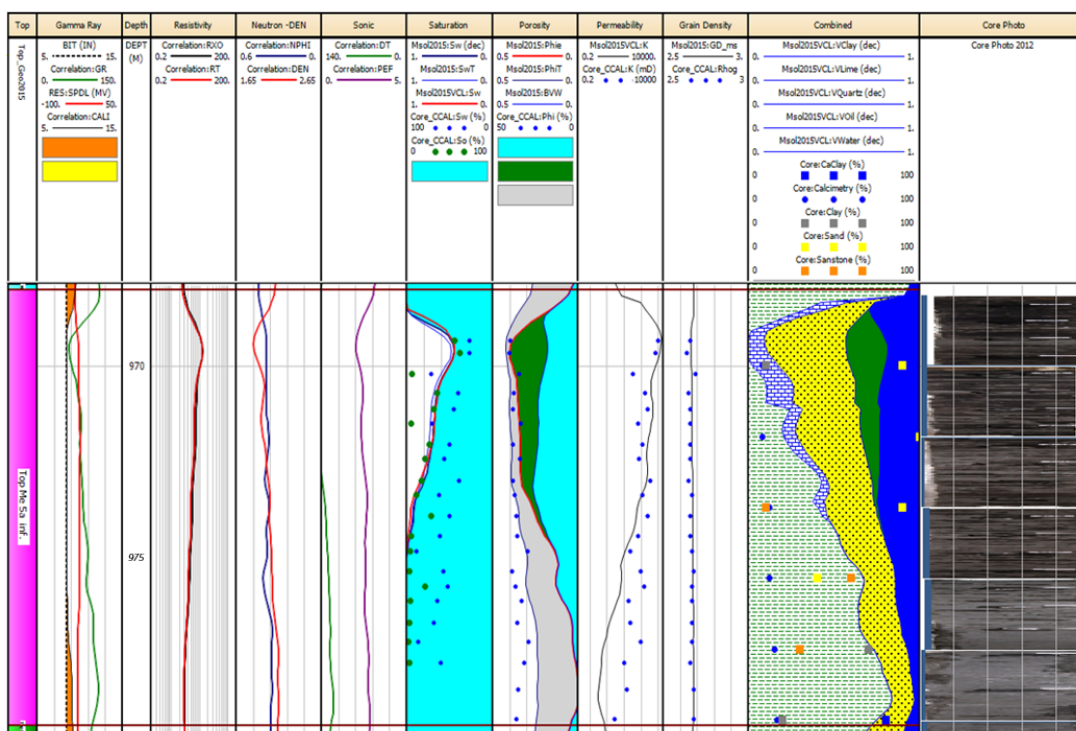 Top
Gamma Ray
Depth
Resistivity
Neutron -DEN
Sonic
Saturation
Porosity
Permeability
Grain Density
Combined
Core Photo
Top_Geol2015
BIT (IN)
5. 15.
Correlation:GR
0. 150.
RES:SPDL (MV)
-100. 50.
Correlation:CALI
5. 15.
DEPT
(M)
Correlation:RXO
0.2 200.
Correlation:RT
0.2 200.
Correlation:NPHI
0.6 0.
Correlation:DEN
1.65 2.65
Correlation:DT
140. 0.
Correlation:PEF
0. 5.
Msol2015:Sw (dec)
1. 0.
Msol2015:SwT
1. 0.
Msol2015VCL:Sw
1. 0.
Core_CCAL:Sw (%)
100 0
Core_CCAL:So (%)
0 100
Msol2015:Phie
0.5 0.
Msol2015:PhiT
0.5 0.
Msol2015:BVW
0.5 0.
Core_CCAL:Phi (%)
50 0
Msol2015VCL:K
0.2 10000.
Core_CCAL:K (mD)
0.2 -10000
Msol2015:GD_ms
2.5 3.
Core_CCAL:Rhog
2.5 3
Msol2015VCL:VClay (dec)
0. 1.
Msol2015VCL:VLime (dec)
0. 1.
Msol2015VCL:VQuartz (dec)
0. 1.
Msol2015VCL:VOil (dec)
0. 1.
Msol2015VCL:VWater (dec)
0. 1.
Core:CaClay (%)
0 100
Core:Calcimetry (%)
0 100
Core:Clay (%)
0 100
Core:Sand (%)
0 100
Core:Sanstone (%)
0 100
Core Photo 2012
970
975
Top Me 5a inf.